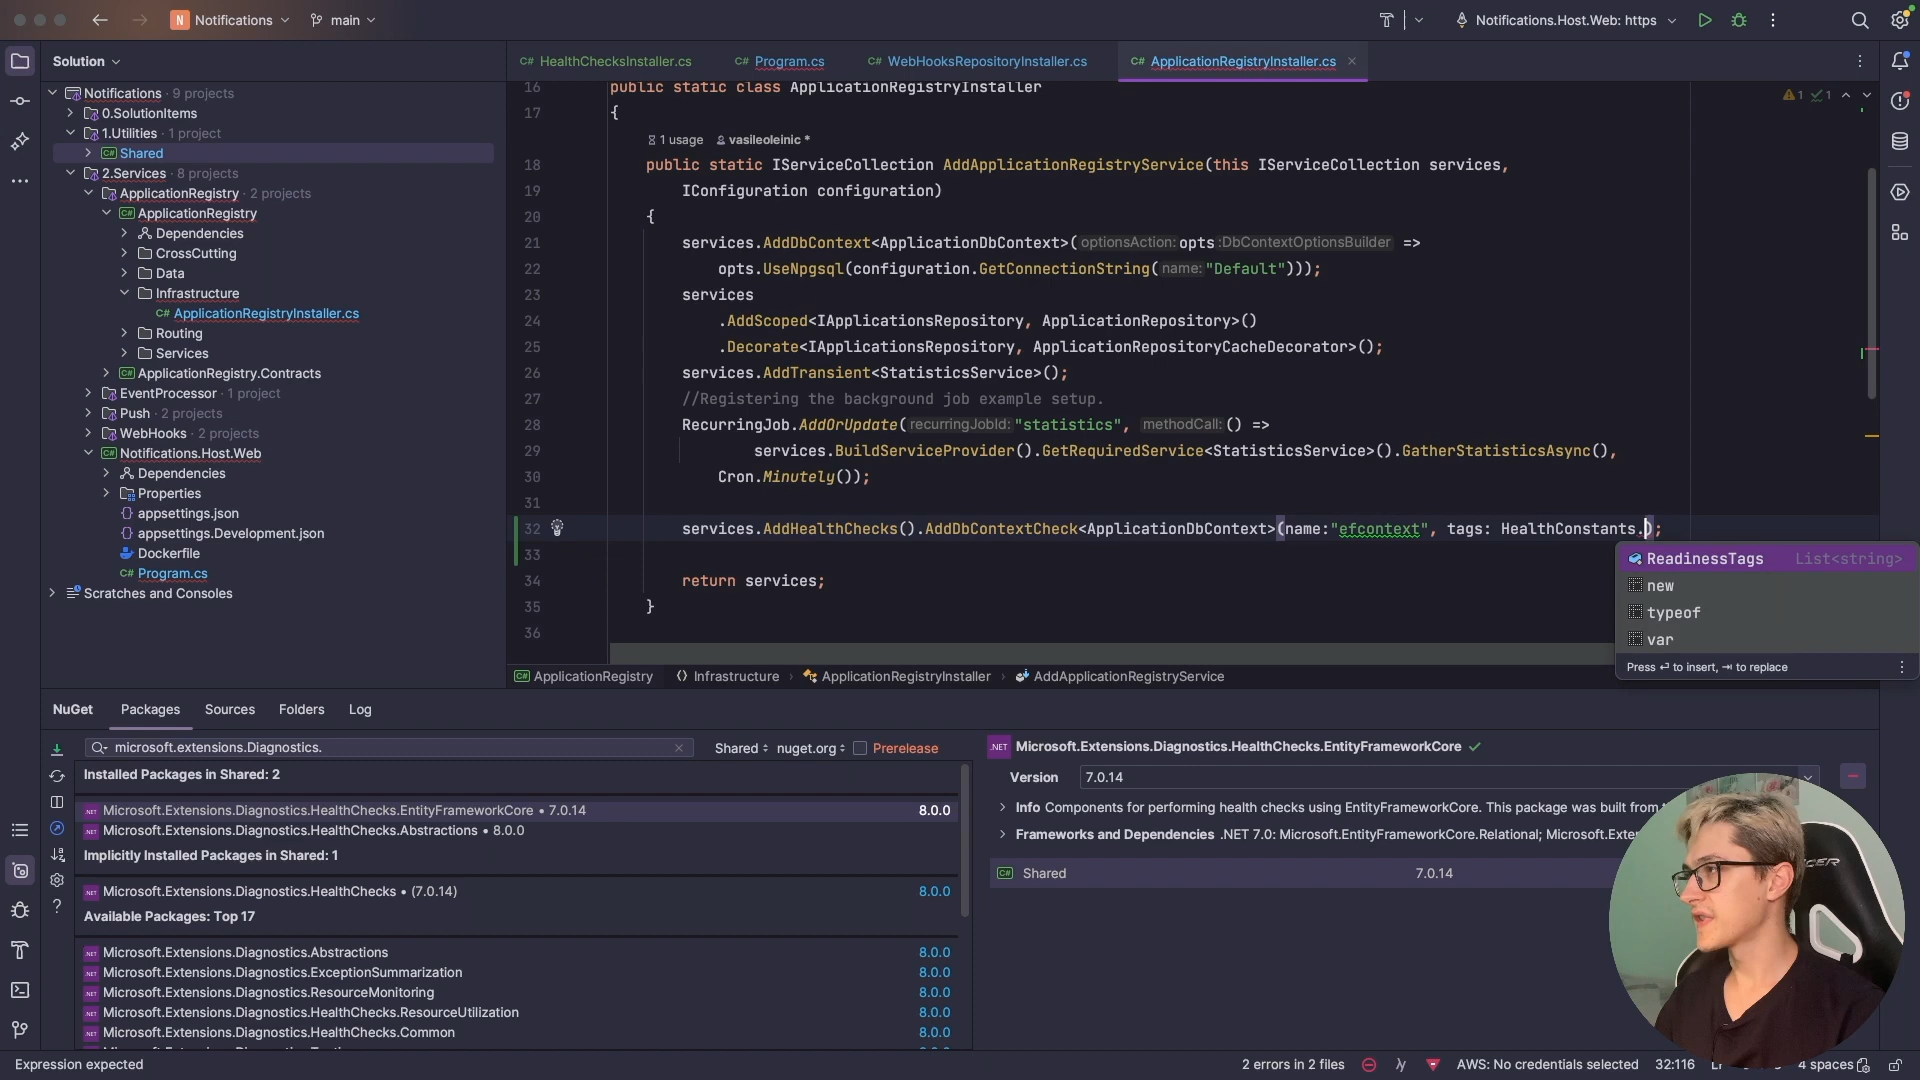 Notifications
main
Notifications.Host.Web: https
Solution
Notifications · 9 projects
0.SolutionItems
1.Utilities · 1 project
Shared
2.Services · 8 projects
ApplicationRegistry · 2 projects
ApplicationRegistry
Dependencies
CrossCutting
Data
Infrastructure
C# ApplicationRegistryInstaller.cs
Routing
Services
ApplicationRegistry.Contracts
EventProcessor · 1 project
Push · 2 projects
WebHooks · 2 projects
Notifications.Host.Web
Dependencies
Properties
appsettings.json
appsettings.Development.json
Dockerfile
C# Program.cs
Scratches and Consoles
C# HealthChecksInstaller.cs
C# Program.cs
C# WebHooksRepositoryInstaller.cs
C# ApplicationRegistryInstaller.cs
1 1
16 public static class ApplicationRegistryInstaller
17 {
1 usage vasileoleinic *
18 public static IServiceCollection AddApplicationRegistryService(this IServiceCollection services,
19 IConfiguration configuration)
20 {
21 services.AddDbContext<ApplicationDbContext>(optionsAction: opts :DbContextOptionsBuilder =>
22 opts.UseNpgsql(configuration.GetConnectionString(name: "Default")));
23 services
24 .AddScoped<IApplicationsRepository, ApplicationRepository>()
25 .Decorate<IApplicationsRepository, ApplicationRepositoryCacheDecorator>();
26 services.AddTransient<StatisticsService>();
27 //Registering the background job example setup.
28 RecurringJob.AddOrUpdate(recurringJobId: "statistics", methodCall: () =>
29 services.BuildServiceProvider().GetRequiredService<StatisticsService>().GatherStatisticsAsync(),
30 Cron.Minutely());
31
32 services.AddHealthChecks().AddDbContextCheck<ApplicationDbContext>(name:"efcontext", tags: HealthConstants.);
33
34 return services;
35 }
36
ReadinessTags List<string>
new
typeof
var
Press ⏎ to insert, ⇥ to replace
ApplicationRegistry Infrastructure › ApplicationRegistryInstaller › AddApplicationRegistryService
NuGet Packages Sources Folders Log
microsoft.extensions.Diagnostics.
Shared nuget.org Prerelease
Installed Packages in Shared: 2
Microsoft.Extensions.Diagnostics.HealthChecks.EntityFrameworkCore • 7.0.14 8.0.0
Microsoft.Extensions.Diagnostics.HealthChecks.Abstractions • 8.0.0
Implicitly Installed Packages in Shared: 1
Microsoft.Extensions.Diagnostics.HealthChecks • (7.0.14) 8.0.0
Available Packages: Top 17
Microsoft.Extensions.Diagnostics.Abstractions 8.0.0
Microsoft.Extensions.Diagnostics.ExceptionSummarization 8.0.0
Microsoft.Extensions.Diagnostics.ResourceMonitoring 8.0.0
Microsoft.Extensions.Diagnostics.HealthChecks.ResourceUtilization 8.0.0
Microsoft.Extensions.Diagnostics.HealthChecks.Common 8.0.0
.NET Microsoft.Extensions.Diagnostics.HealthChecks.EntityFrameworkCore
Version 7.0.14
Info Components for performing health checks using EntityFrameworkCore. This package was built from
Frameworks and Dependencies .NET 7.0: Microsoft.EntityFrameworkCore.Relational; Microsoft.Exter
C# Shared 7.0.14
Expression expected
2 errors in 2 files
AWS: No credentials selected
32:116
4 spaces